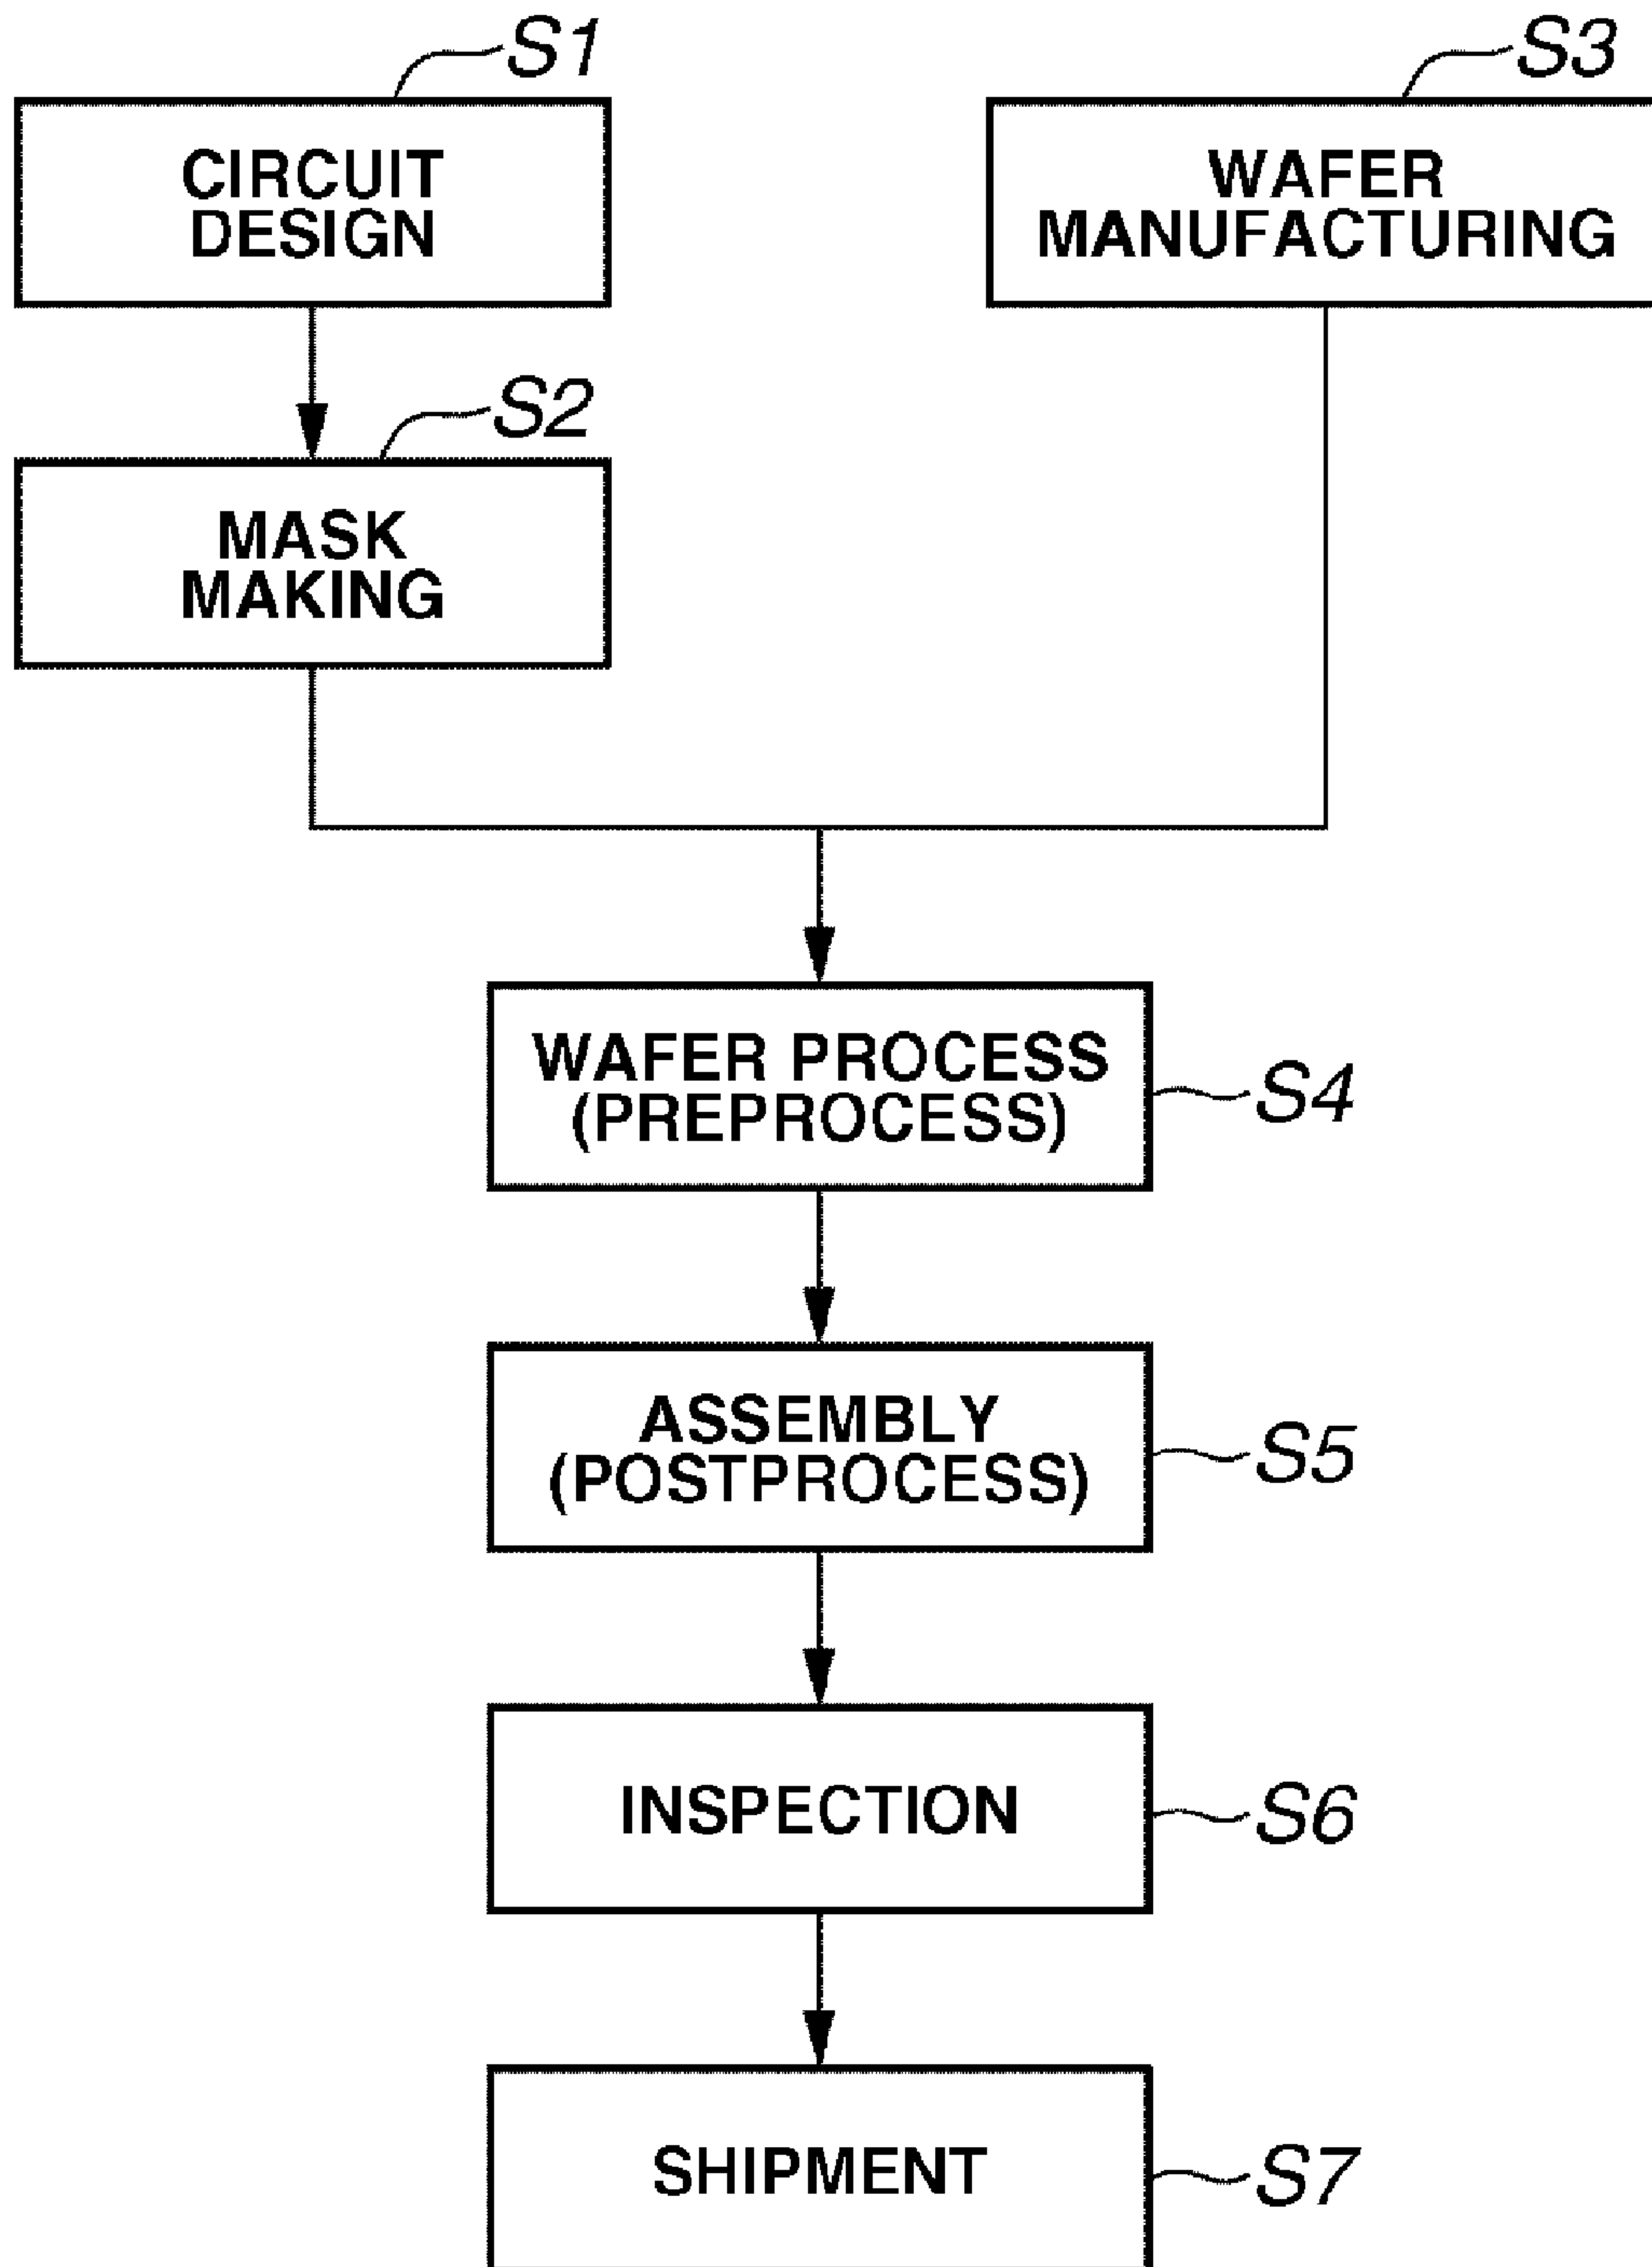 S1
CIRCUIT
DESIGN
S3
WAFER
MANUFACTURING
S2
MASK
MAKING
WAFER PROCESS
(PREPROCESS)
S4
ASSEMBLY
(POSTPROCESS)
S5
INSPECTION
S6
SHIPMENT
S7